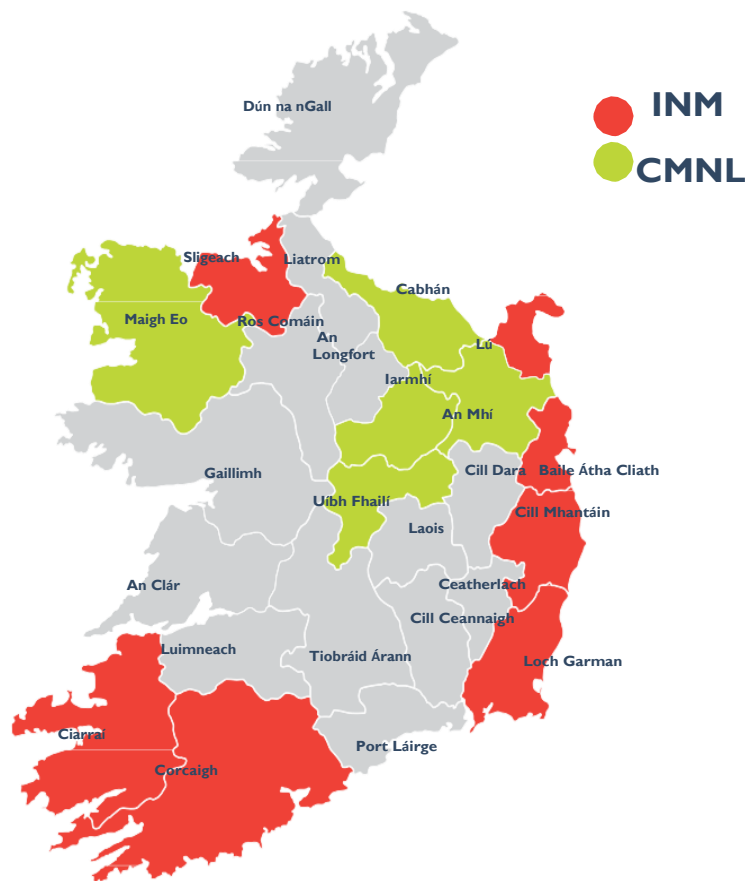 INM
CMNL
Dún na nGall
Sligeach
Liatrom
Cabhán
Maigh Eo
Ros Comáin
An
Longfort
Lú
Iarmhí
An Mhí
Gaillimh
Cill Dara
Baile Átha Cliath
Uíbh Fhailí
Laois
Cill Mhantáin
An Clár
Ceatherlach
Cill Ceannaigh
Luimneach
Tiobráid Árann
Loch Garman
Ciarraí
Port Láirge
Corcaigh